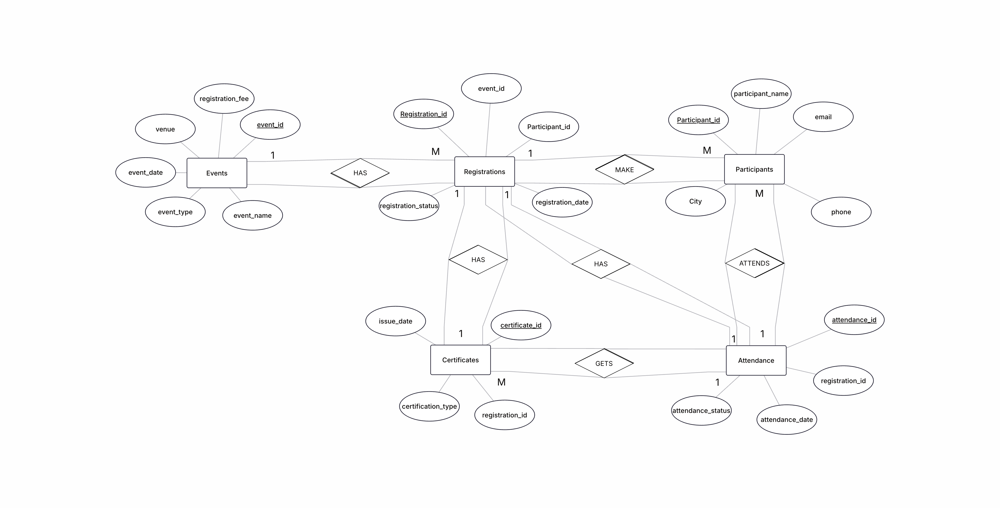 event_id
participant_name
registration_fee
Registration_id
email
event_id
Participant_id
Participant_id
venue
1
M
1
M
Events
HAS
Registrations
MAKE
Participants
event_date
1
1
M
registration_status
registration_date
City
phone
event_type
event_name
HAS
HAS
ATTENDS
issue_date
certificate_id
attendance_id
1
1
1
Certificates
GETS
Attendance
M
1
registration_id
certification_type
registration_id
attendance_status
attendance_date